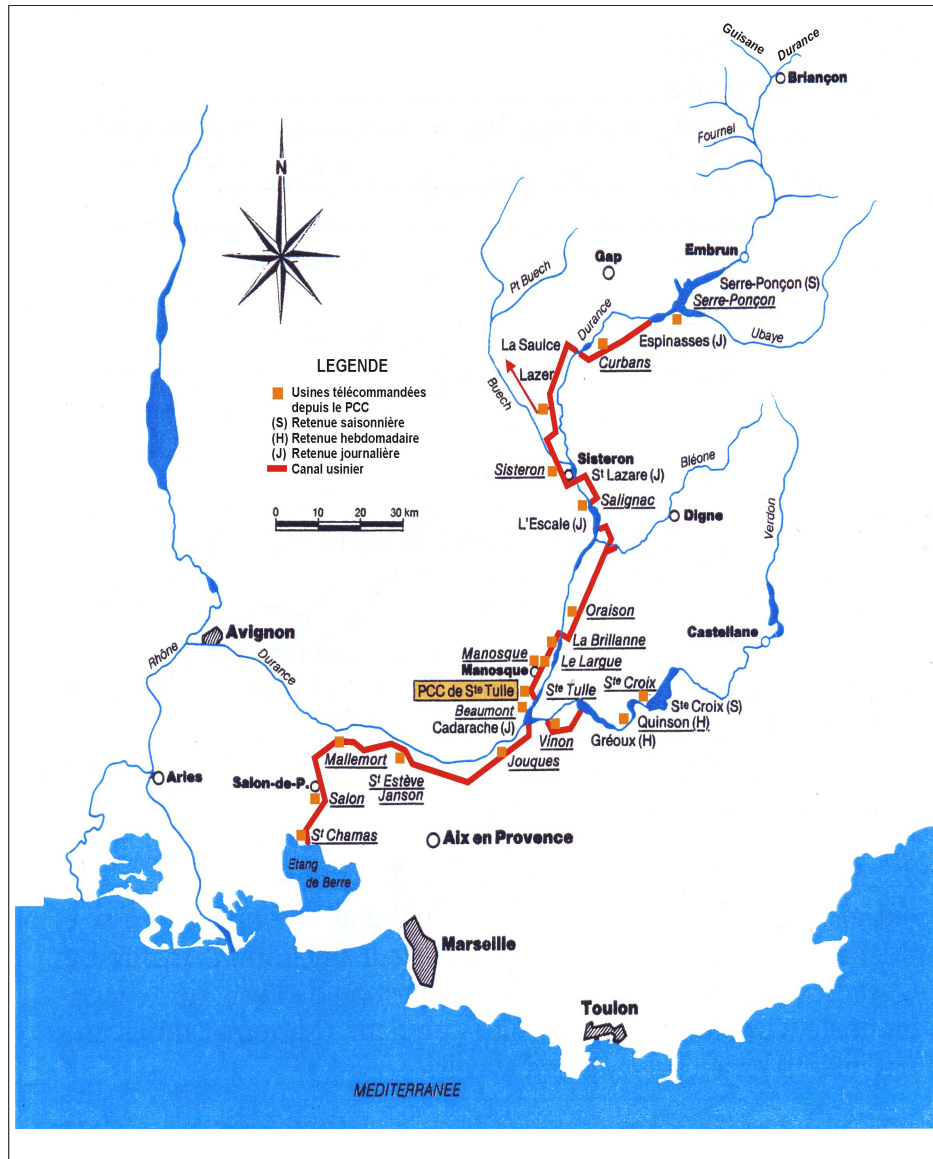 Guisane
Durance
Briançon
Fournel
N
Embrun
Gap
Serre-Ponçon (S)
Serre-Ponçon
Pt Buech
Durance
Espinasses (J)
Ubaye
La Saulce
Curbans
Lazer
Buech
LEGENDE
Usines télécommandées
depuis le PCC
(S) Retenue saisonnière
(H) Retenue hebdomadaire
(J) Retenue journalière
Canal usinier
0 10 20 30 km
Sisteron
Sisteron
St Lazare (J)
Bléone
Salignac
L'Escale (J)
Digne
Verdon
Oraison
Avignon
La Brillanne
Castellane
Rhône
Durance
Manosque
Manosque
Le Largue
PCC de Ste Tulle
Ste Tulle
Ste Croix
Ste Croix (S)
Beaumont
Cadarache (J)
Quinson (H)
Vinon
Gréoux (H)
Jouques
Mallemort
St Estève
Janson
Aries
Salon-de-P.
Salon
St Chamas
Aix en Provence
Etang
de Berre
Marseille
Toulon
MEDITERRANEE